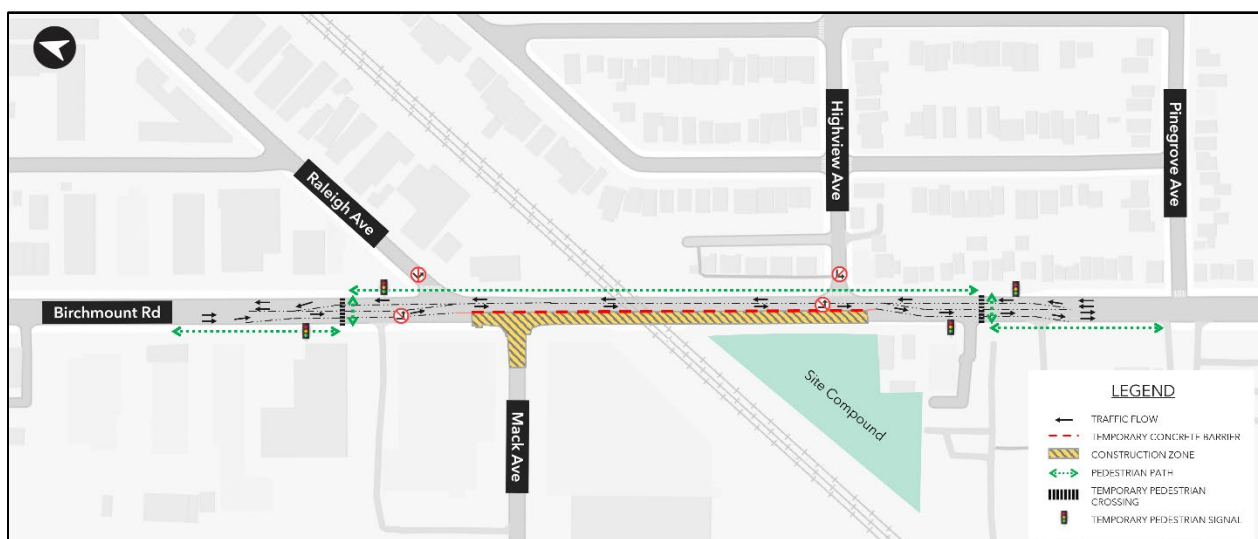 Raleigh Ave
Highview Ave
Pinegrove Ave
Birchmount Rd
Mack Ave
Site Compound
LEGEND
TRAFFIC FLOW
TEMPORARY CONCRETE BARRIER
CONSTRUCTION ZONE
PEDESTRIAN PATH
TEMPORARY PEDESTRIAN
CROSSING
TEMPORARY PEDESTRIAN SIGNAL